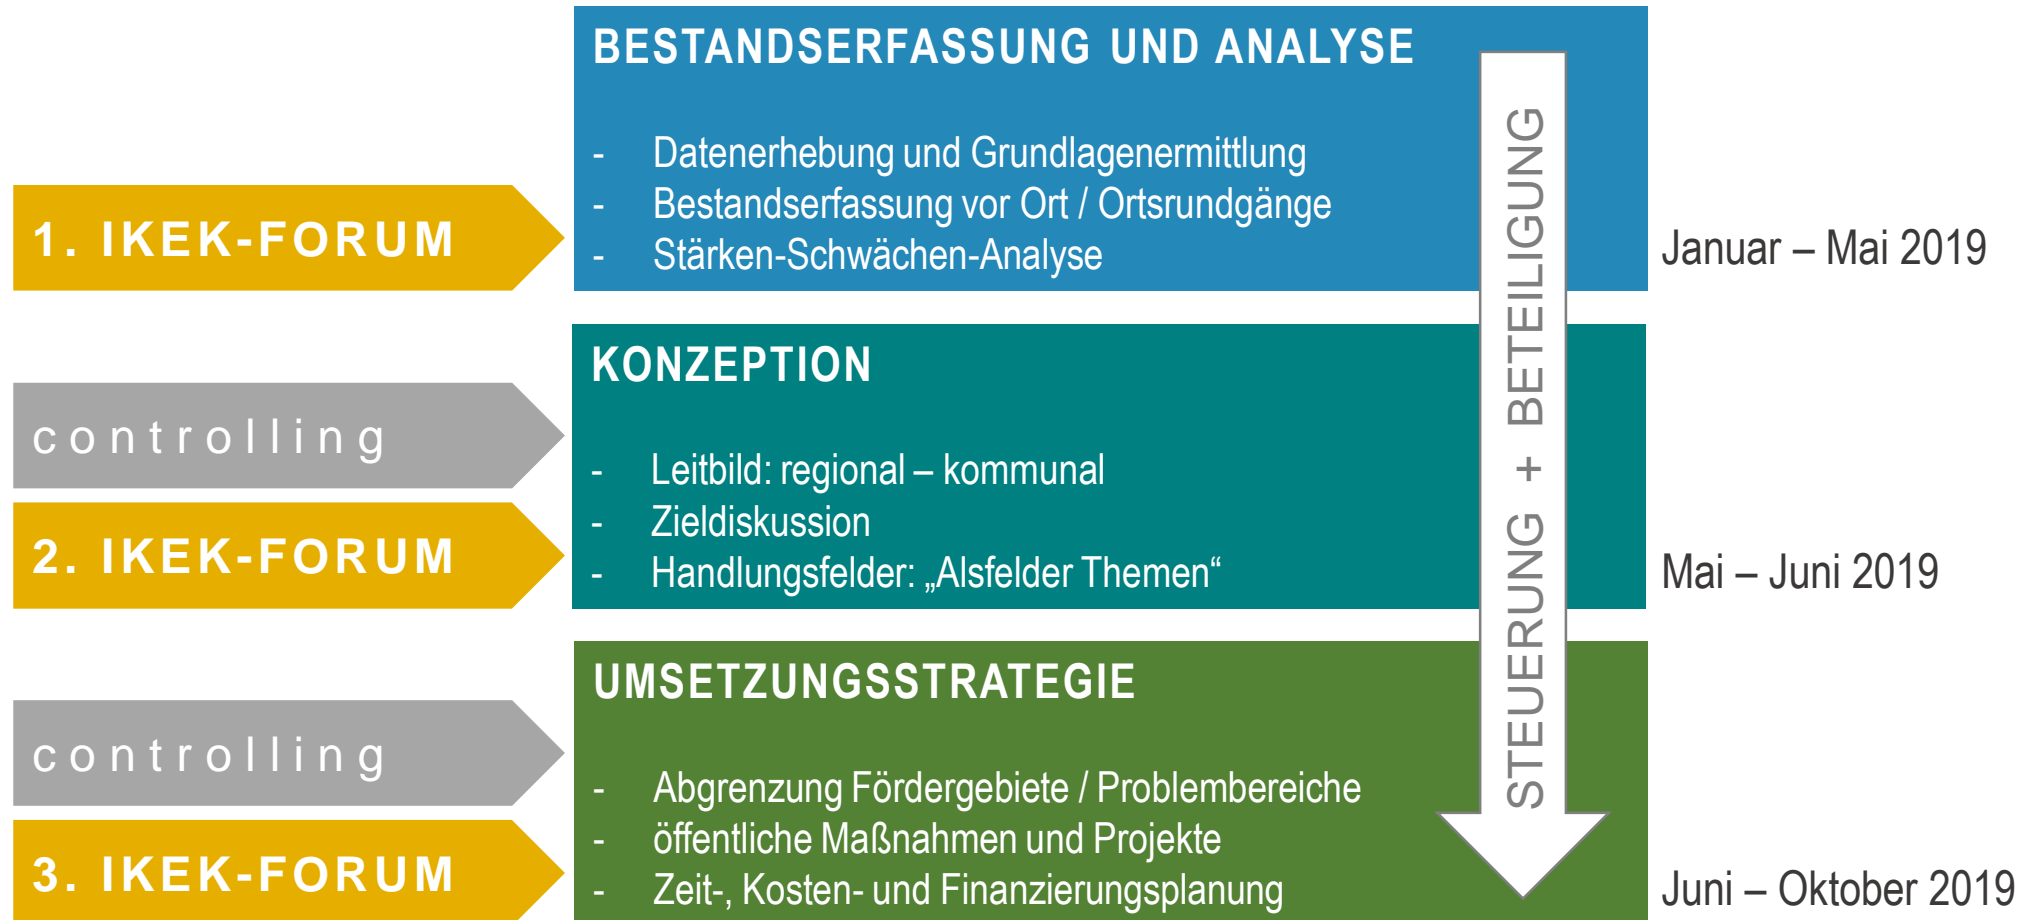 BESTANDSERFASSUNG UND ANALYSE
- Datenerhebung und Grundlagenermittlung
- Bestandserfassung vor Ort / Ortsrundgänge
- Stärken-Schwächen-Analyse
1. IKEK-FORUM
Januar – Mai 2019
KONZEPTION
- Leitbild: regional – kommunal
- Zieldiskussion
- Handlungsfelder: „Alsfelder Themen“
controlling
2. IKEK-FORUM
Mai – Juni 2019
UMSETZUNGSSTRATEGIE
- Abgrenzung Fördergebiete / Problembereiche
- öffentliche Maßnahmen und Projekte
- Zeit-, Kosten- und Finanzierungsplanung
controlling
3. IKEK-FORUM
Juni – Oktober 2019
STEUERUNG + BETEILIGUNG